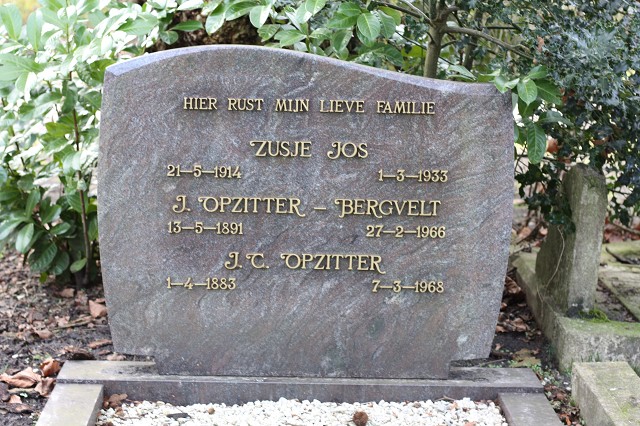 HIER RUST MIJN LIEVE FAMILIE
ZUSJE JOS
21-5-1914 1-3-1933
J. OPZITTER - BERGVELT
13-5-1891 27-2-1966
J.C. OPZITTER
1-4-1883 7-3-1968